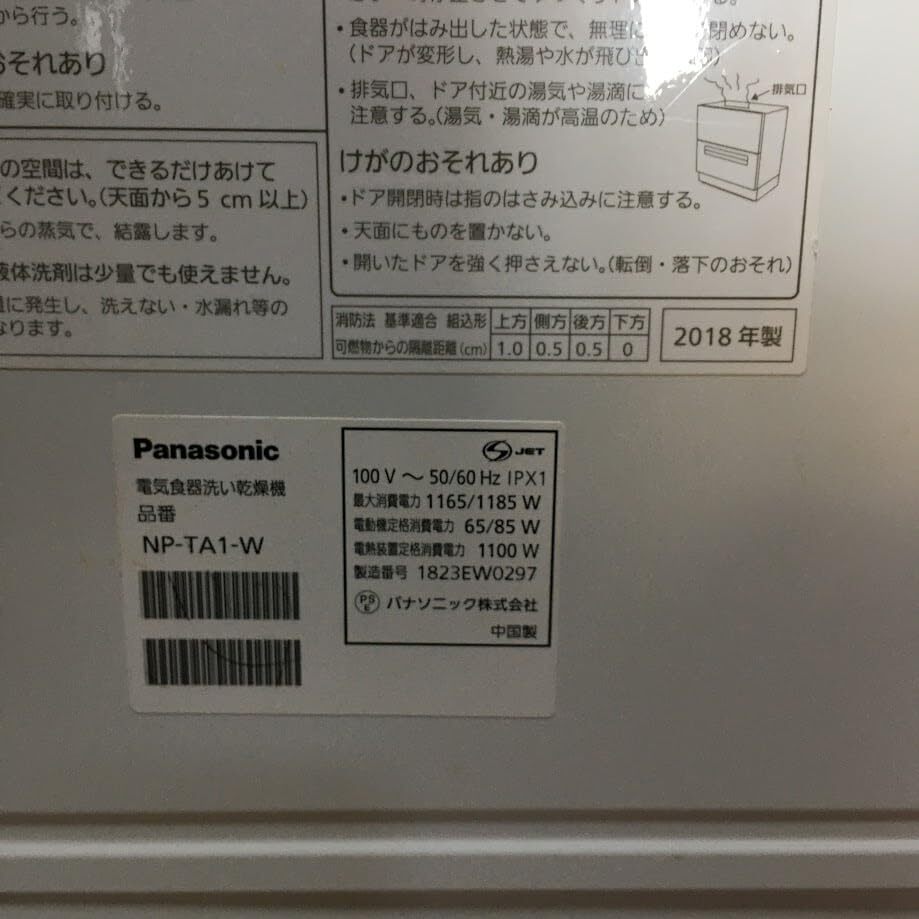 から行う。
おそれあり
確実に取り付ける。
の空間は、できるだけあけて
ください。(天面から5 cm 以上)
らの蒸気で、結露します。
液体洗剤は少量でも使えません。
に発生し、洗えない・水漏れ等の
なります。
・食器がはみ出した状態で、無理に
閉めない。
(ドアが変形し、熱湯や水が飛び
・排気口、ドア付近の湯気や湯滴に
注意する。(湯気・湯滴が高温のため)
排気口
けがのおそれあり
・ドア開閉時は指のはさみ込みに注意する。
・天面にものを置かない。
・開いたドアを強く押さえない。(転倒・落下のおそれ)
消防法 基準適合 組込形 上方 側方 後方 下方
可燃物からの隔離距離(cm) 1.0 0.5 0.5 0
2018 年製
Panasonic
電気食器洗い乾燥機
品番
NP-TA1-W
S JET
100 V ～ 50/60 Hz IPX1
最大消費電力 1165/1185 W
電動機定格消費電力 65/85 W
電熱装置定格消費電力 1100 W
製造番号 1823EW0297
PSE パナソニック株式会社
中国製